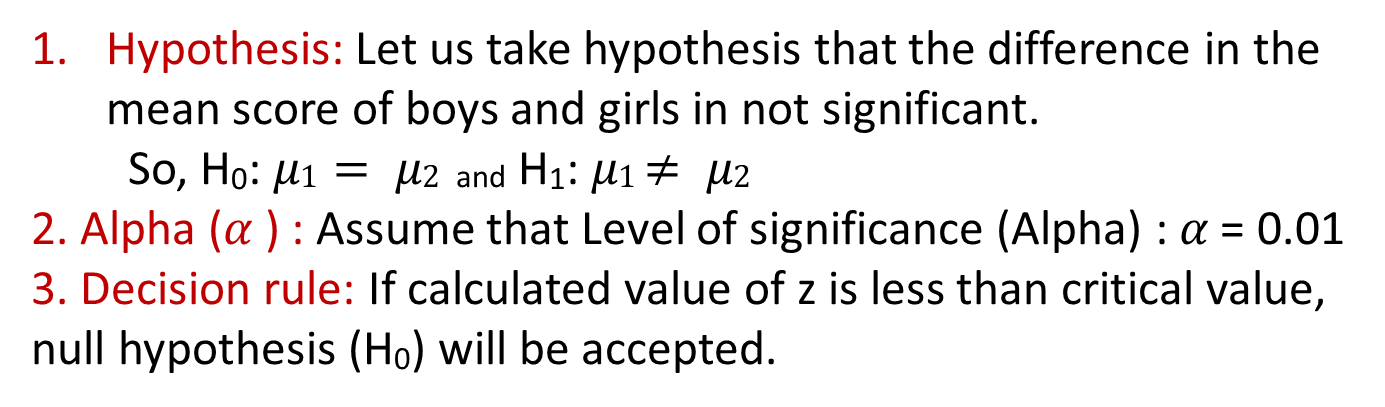 1. Hypothesis: Let us take hypothesis that the difference in the
mean score of boys and girls in not significant.
So, H₀: 𝜇₁ = 𝜇₂ and H₁: 𝜇₁ ≠ 𝜇₂
2. Alpha (𝛼 ) : Assume that Level of significance (Alpha) : 𝛼 = 0.01
3. Decision rule: If calculated value of z is less than critical value,
null hypothesis (H₀) will be accepted.